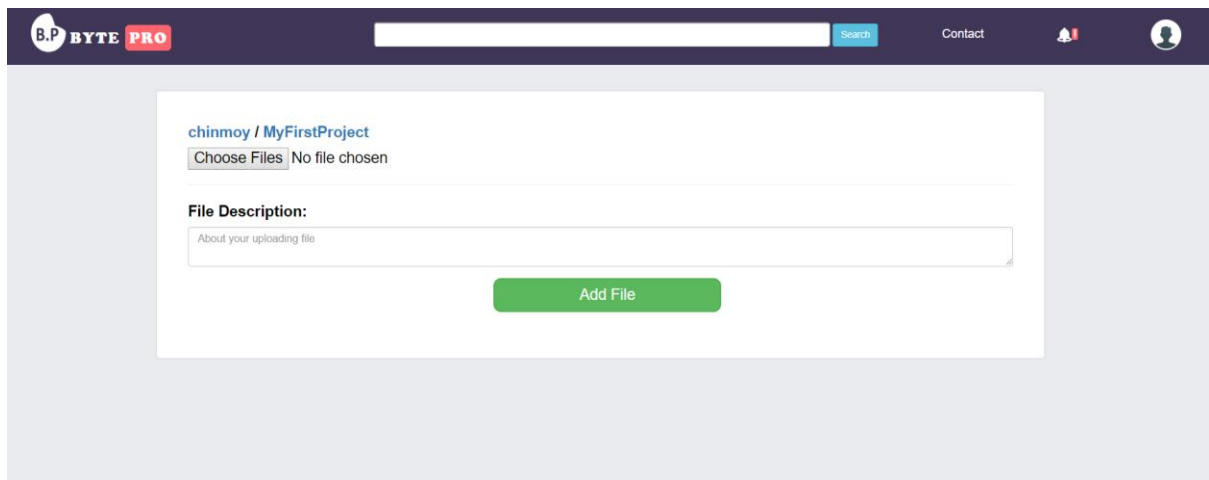 B.P BYTE PRO Search Contact
chinmoy / MyFirstProject
Choose Files No file chosen
File Description:
About your uploading file
Add File